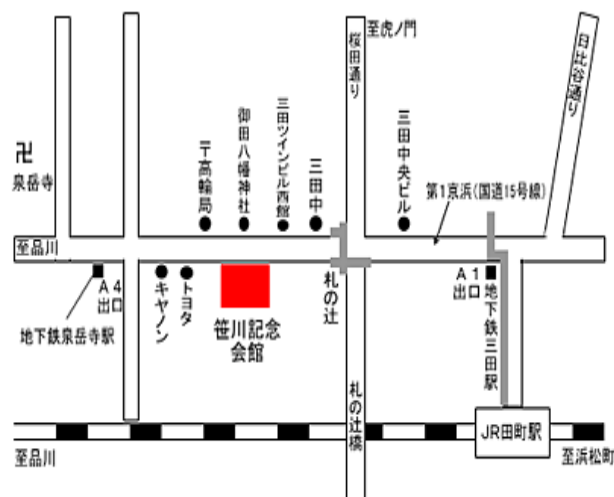 至虎ノ門
桜田通り
日比谷通り
卍
泉岳寺
〒高輪局
御田八幡神社
三田ツインビル西館
三田中
三田中央ビル
第1京浜(国道15号線)
至品川
A4
出口
地下鉄泉岳寺駅
キヤノン
トヨタ
笹川記念
会館
札の辻
A1
出口
地下鉄三田駅
札の辻橋
JR田町駅
至品川
至浜松町